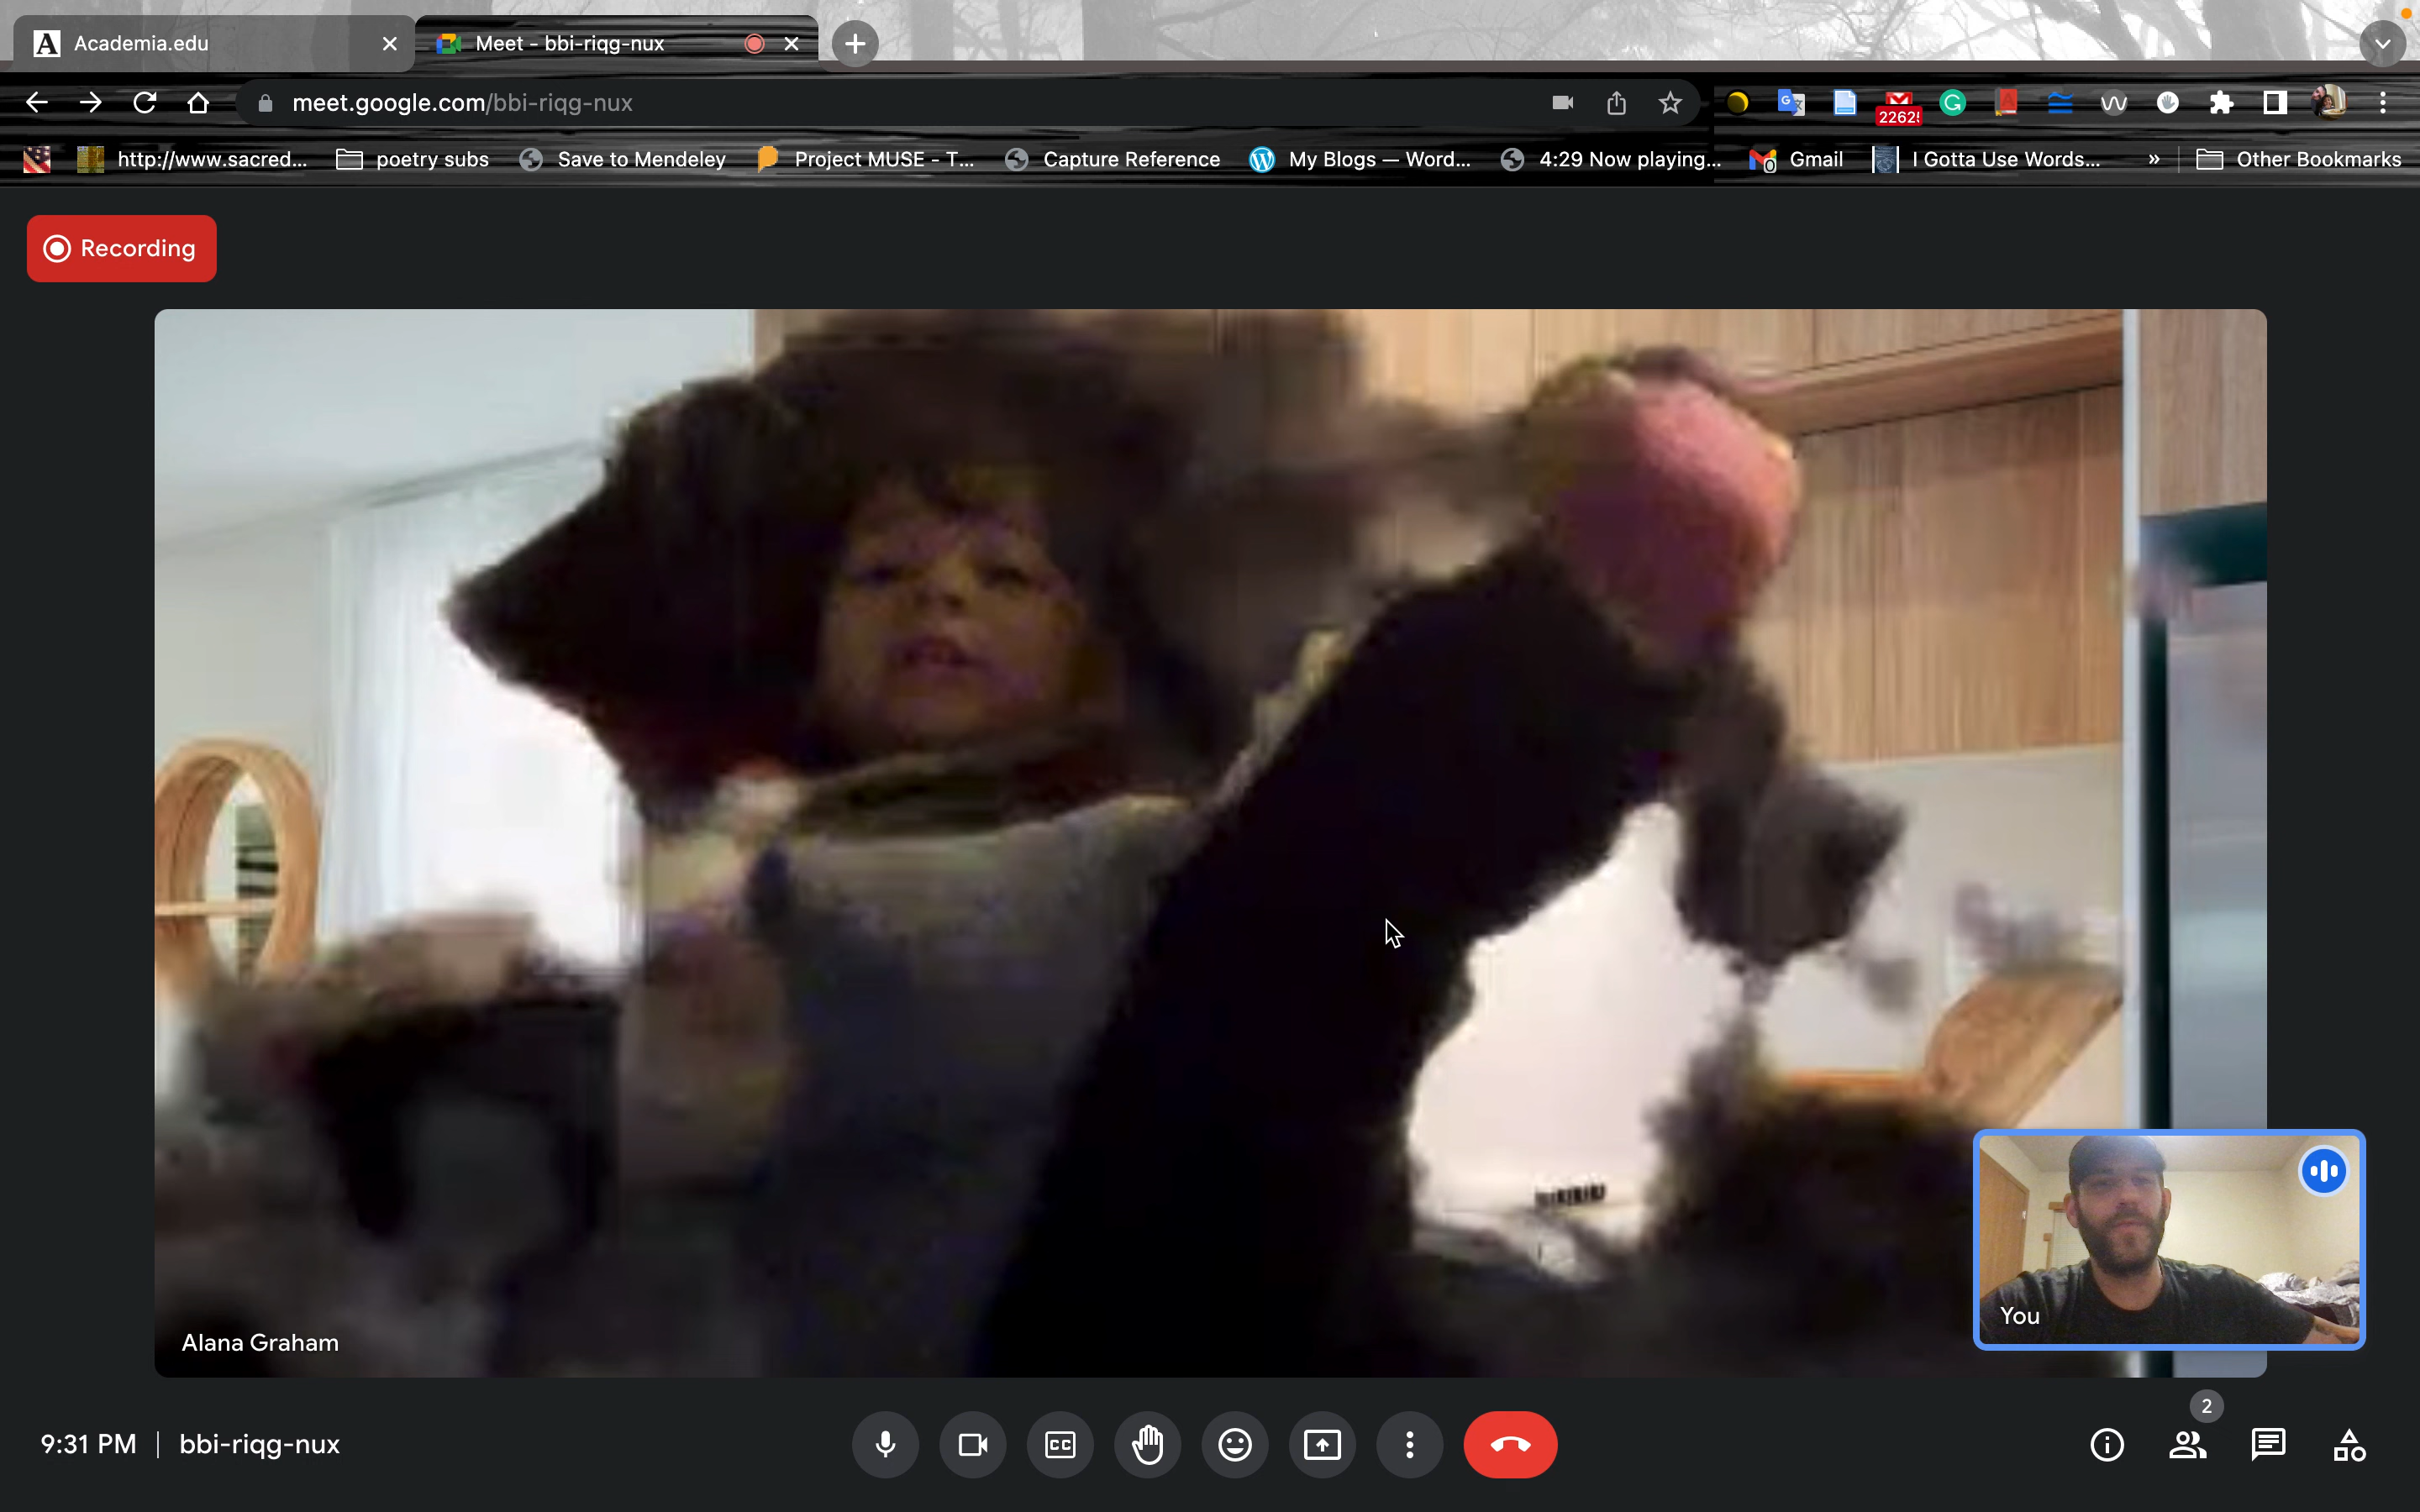 Academia.edu
Meet - bbi-riqg-nux
meet.google.com/bbi-riqg-nux
http://www.sacred...
poetry subs
Save to Mendeley
Project MUSE - T...
Capture Reference
My Blogs — Word...
4:29 Now playing...
Gmail
I Gotta Use Words...
»
Other Bookmarks
Recording
Alana Graham
You
9:31 PM | bbi-riqg-nux
CC
2